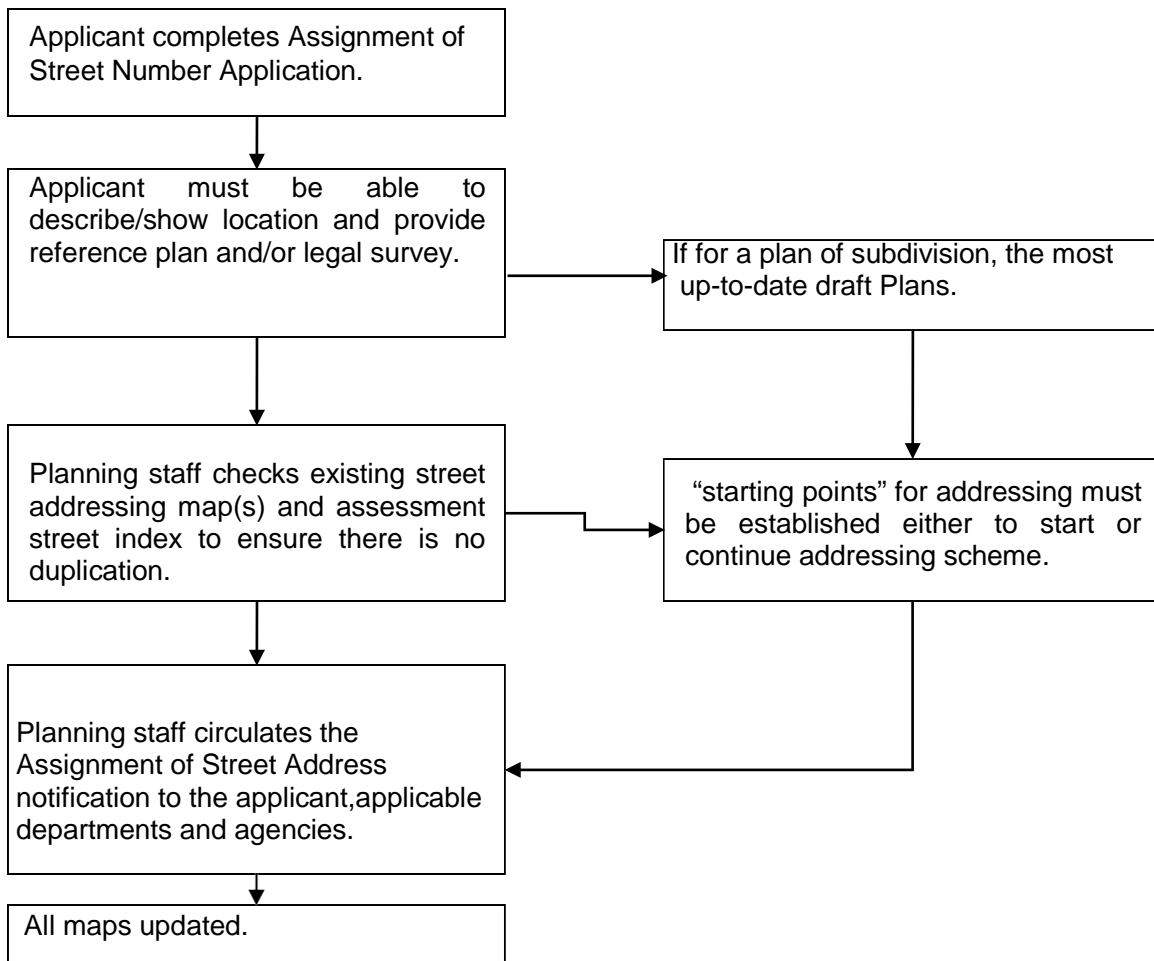 Applicant completes Assignment of
Street Number Application.
Applicant must be able to
describe/show location and provide
reference plan and/or legal survey.
If for a plan of subdivision, the most
up-to-date draft Plans.
Planning staff checks existing street
addressing map(s) and assessment
street index to ensure there is no
duplication.
“starting points” for addressing must
be established either to start or
continue addressing scheme.
Planning staff circulates the
Assignment of Street Address
notification to the applicant,applicable
departments and agencies.
All maps updated.